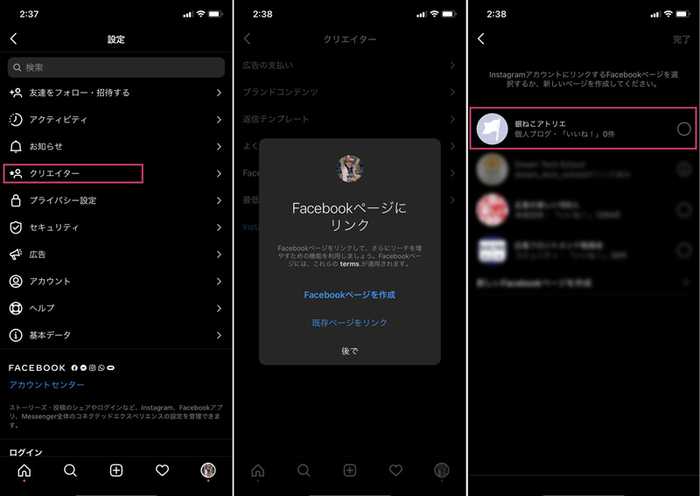 2:37
設定
検索
友達をフォロー・招待する
アクティビティ
お知らせ
クリエイター
プライバシー設定
セキュリティ
広告
アカウント
ヘルプ
基本データ
FACEBOOK
アカウントセンター
ストーリーズ・投稿のシェアやログインなど、Instagram、Facebookアプ
リ、Messenger全体のコネクテッドエクスペリエンスの設定を管理できま
す。
ログイン
2:38
クリエイター
広告の支払い
ブランドコンテンツ
返信テンプレート
よく
Face
最低
Inst
Facebookページに
リンク
Facebookページをリンクして、さらにリーチを増
やすための機能を利用しましょう。Facebookペー
ジには、これらの terms が適用されます。
Facebookページを作成
既存ページをリンク
後で
2:38
完了
InstagramアカウントにリンクするFacebookページを選
択するか、新しいページを作成してください。
銀ねこアトリエ
個人ブログ・「いいね！」0件
新しいFacebookページを作成